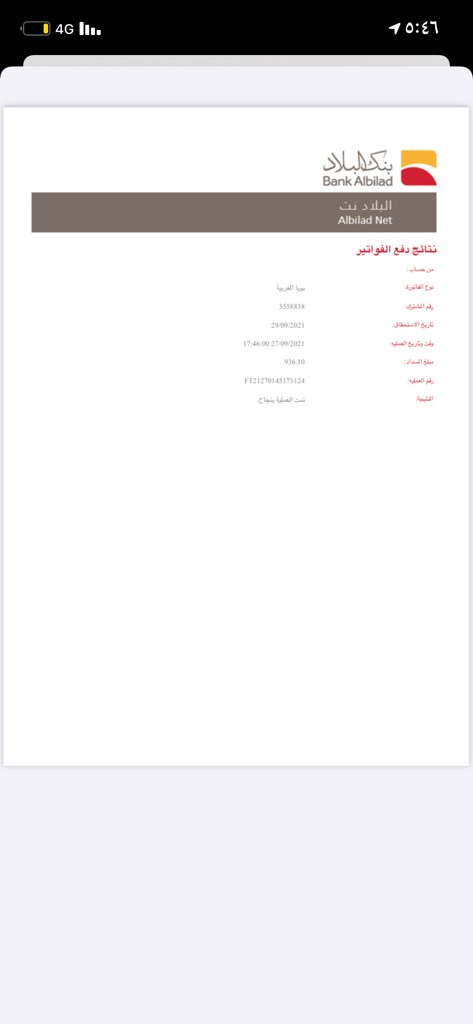 4G
٥:٤٦
بنك البلاد
Bank Albilad
البلاد نت
Albilad Net
نتائج دفع الفواتير
من حساب :
نوع الفاتورة: بوبا العربية
رقم المشترك: 3558838
تاريخ الاستحقاق: 29/09/2021
وقت وتاريخ العملية: 17:46:00 27/09/2021
مبلغ السداد: 936.10
رقم العملية: FT21270145173124
النتيجة: تمت العملية بنجاح.